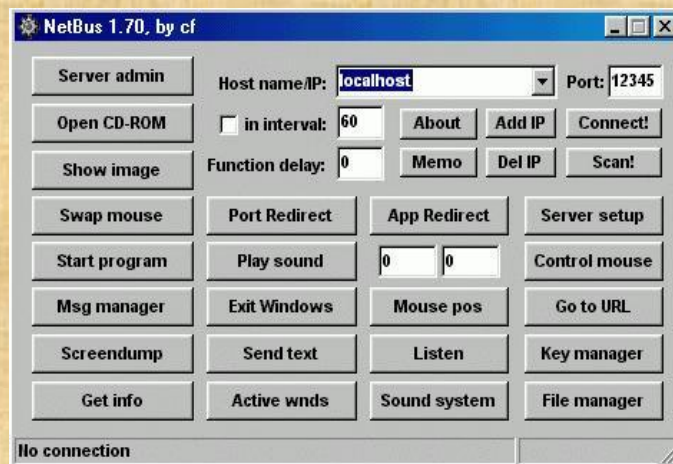 NetBus 1.70, by cf
Server admin Host name/IP: localhost Port: 12345
Open CD-ROM in interval: 60 About Add IP Connect!
Show image Function delay: 0 Memo Del IP Scan!
Swap mouse Port Redirect App Redirect Server setup
Start program Play sound 0 0 Control mouse
Msg manager Exit Windows Mouse pos Go to URL
Screendump Send text Listen Key manager
Get info Active wnds Sound system File manager
No connection